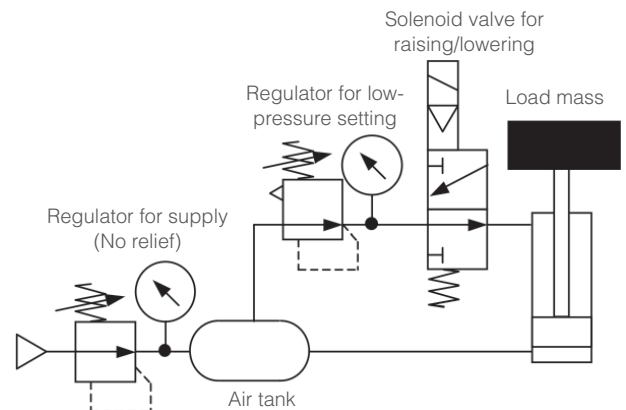 Solenoid valve for
raising/lowering
Regulator for low-
pressure setting
Load mass
Regulator for supply
(No relief)
Air tank